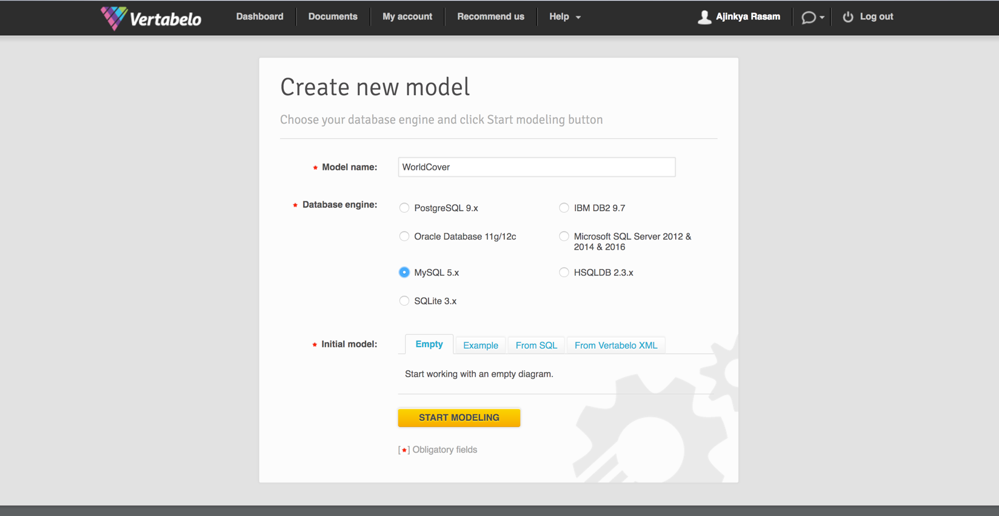 Vertabelo
Dashboard
Documents
My account
Recommend us
Help
Ajinkya Rasam
Log out
Create new model
Choose your database engine and click Start modeling button
* Model name:
WorldCover
* Database engine:
PostgreSQL 9.x
IBM DB2 9.7
Oracle Database 11g/12c
Microsoft SQL Server 2012 &
2014 & 2016
MySQL 5.x
HSQLDB 2.3.x
SQLite 3.x
* Initial model:
Empty
Example
From SQL
From Vertabelo XML
Start working with an empty diagram.
START MODELING
[*] Obligatory fields